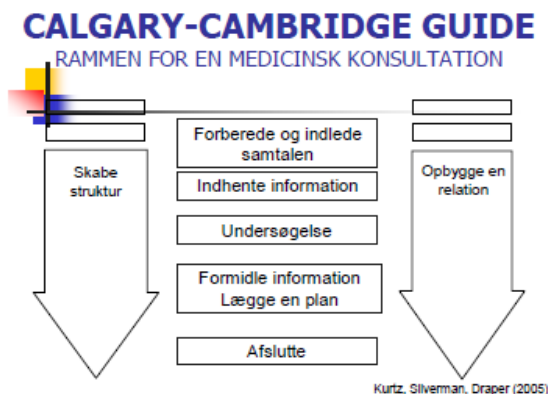 CALGARY-CAMBRIDGE GUIDE
RAMMEN FOR EN MEDICINSK KONSULTATION
Forberede og indlede
samtalen
Skabe
struktur
Opbygge en
relation
Indhente information
Undersøgelse
Formidle information
Lægge en plan
Afslutte
Kurtz, Silverman, Draper (2005)